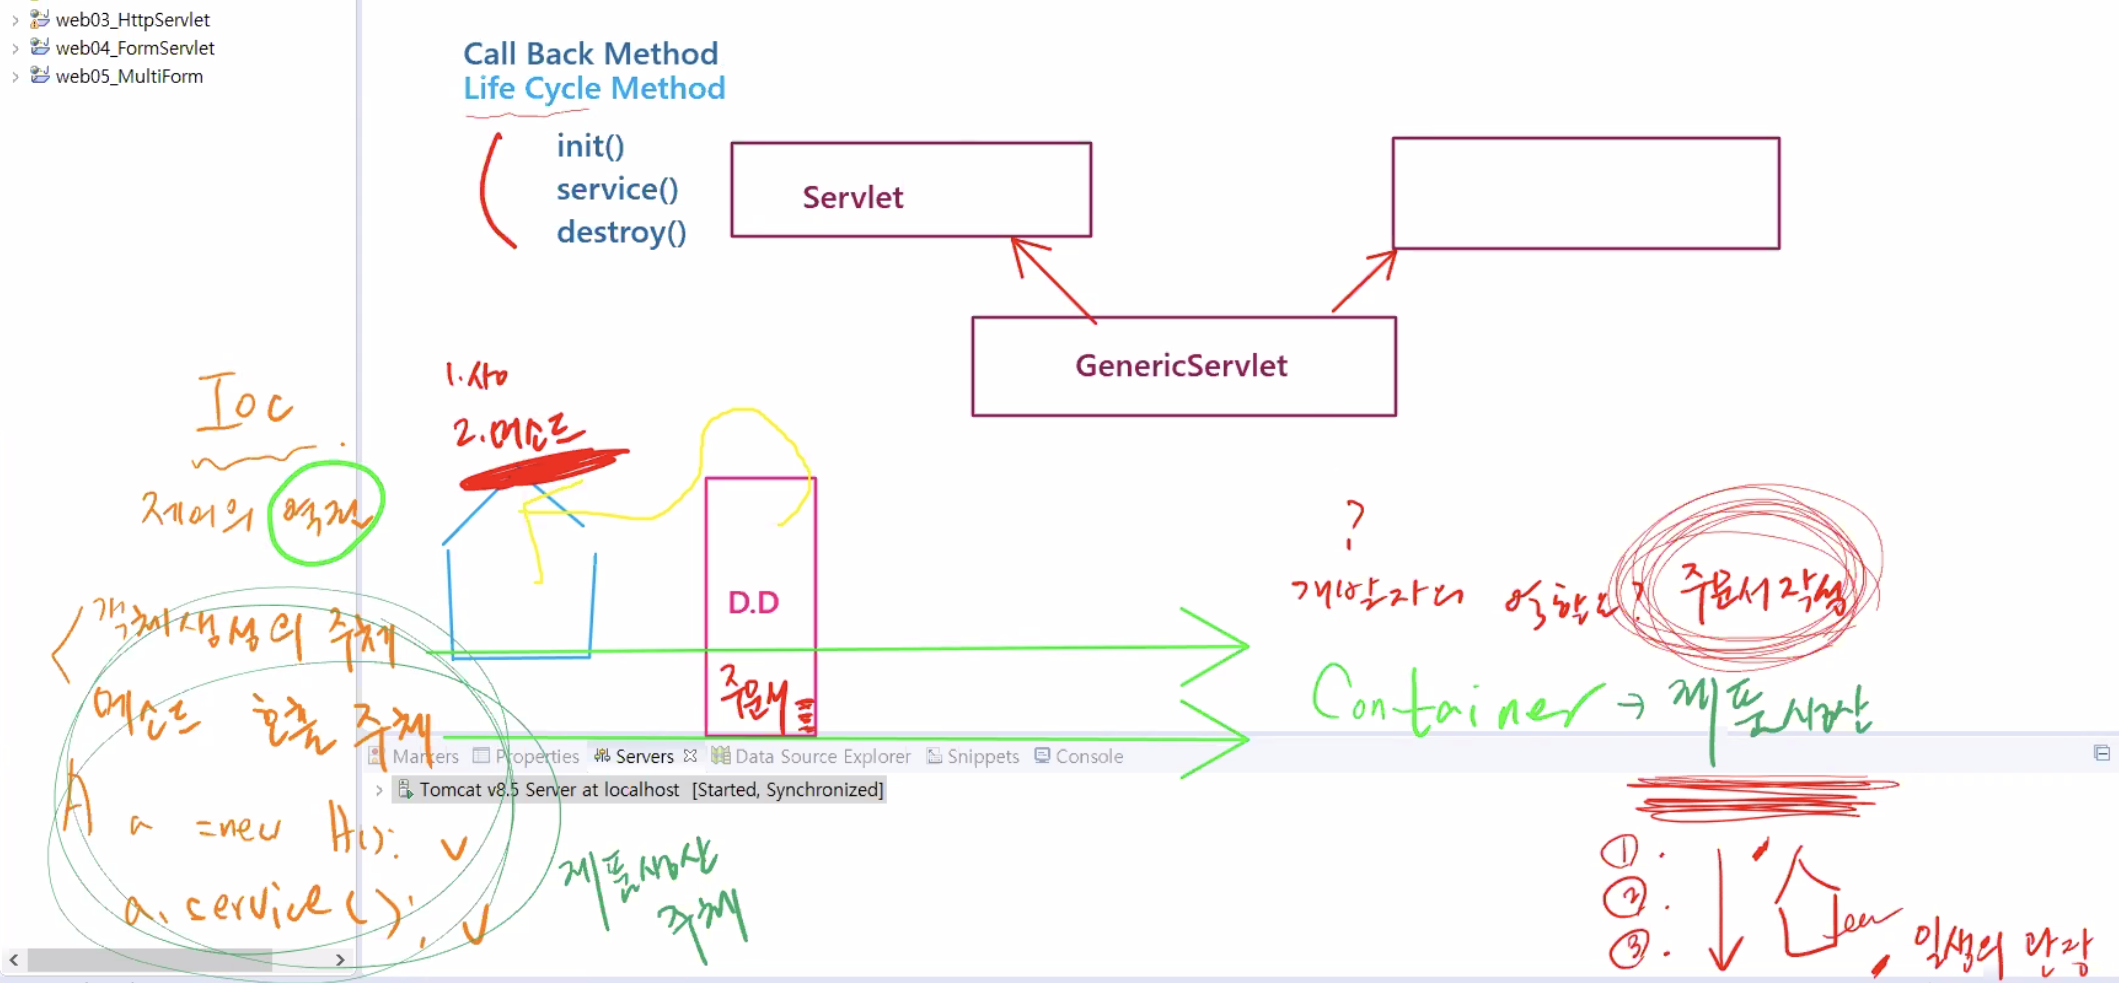 web03_HttpServlet
web04_FormServlet
web05_MultiForm
Call Back Method
Life Cycle Method
init()
service()
destroy()
Servlet
GenericServlet
IoC
제어의 역전
객체생성의 주체
메소드 호출 주체
A a =new A();
a.service();
1.
2.메소드
D.D
주문서
?
개발자의 역할은?
주문서작성
Container → 제품생산
Markers
Properties
Servers
Data Source Explorer
Snippets
Console
Tomcat v8.5 Server at localhost [Started, Synchronized]
제품생산
주체
①.
②.
③.
일생의 관장